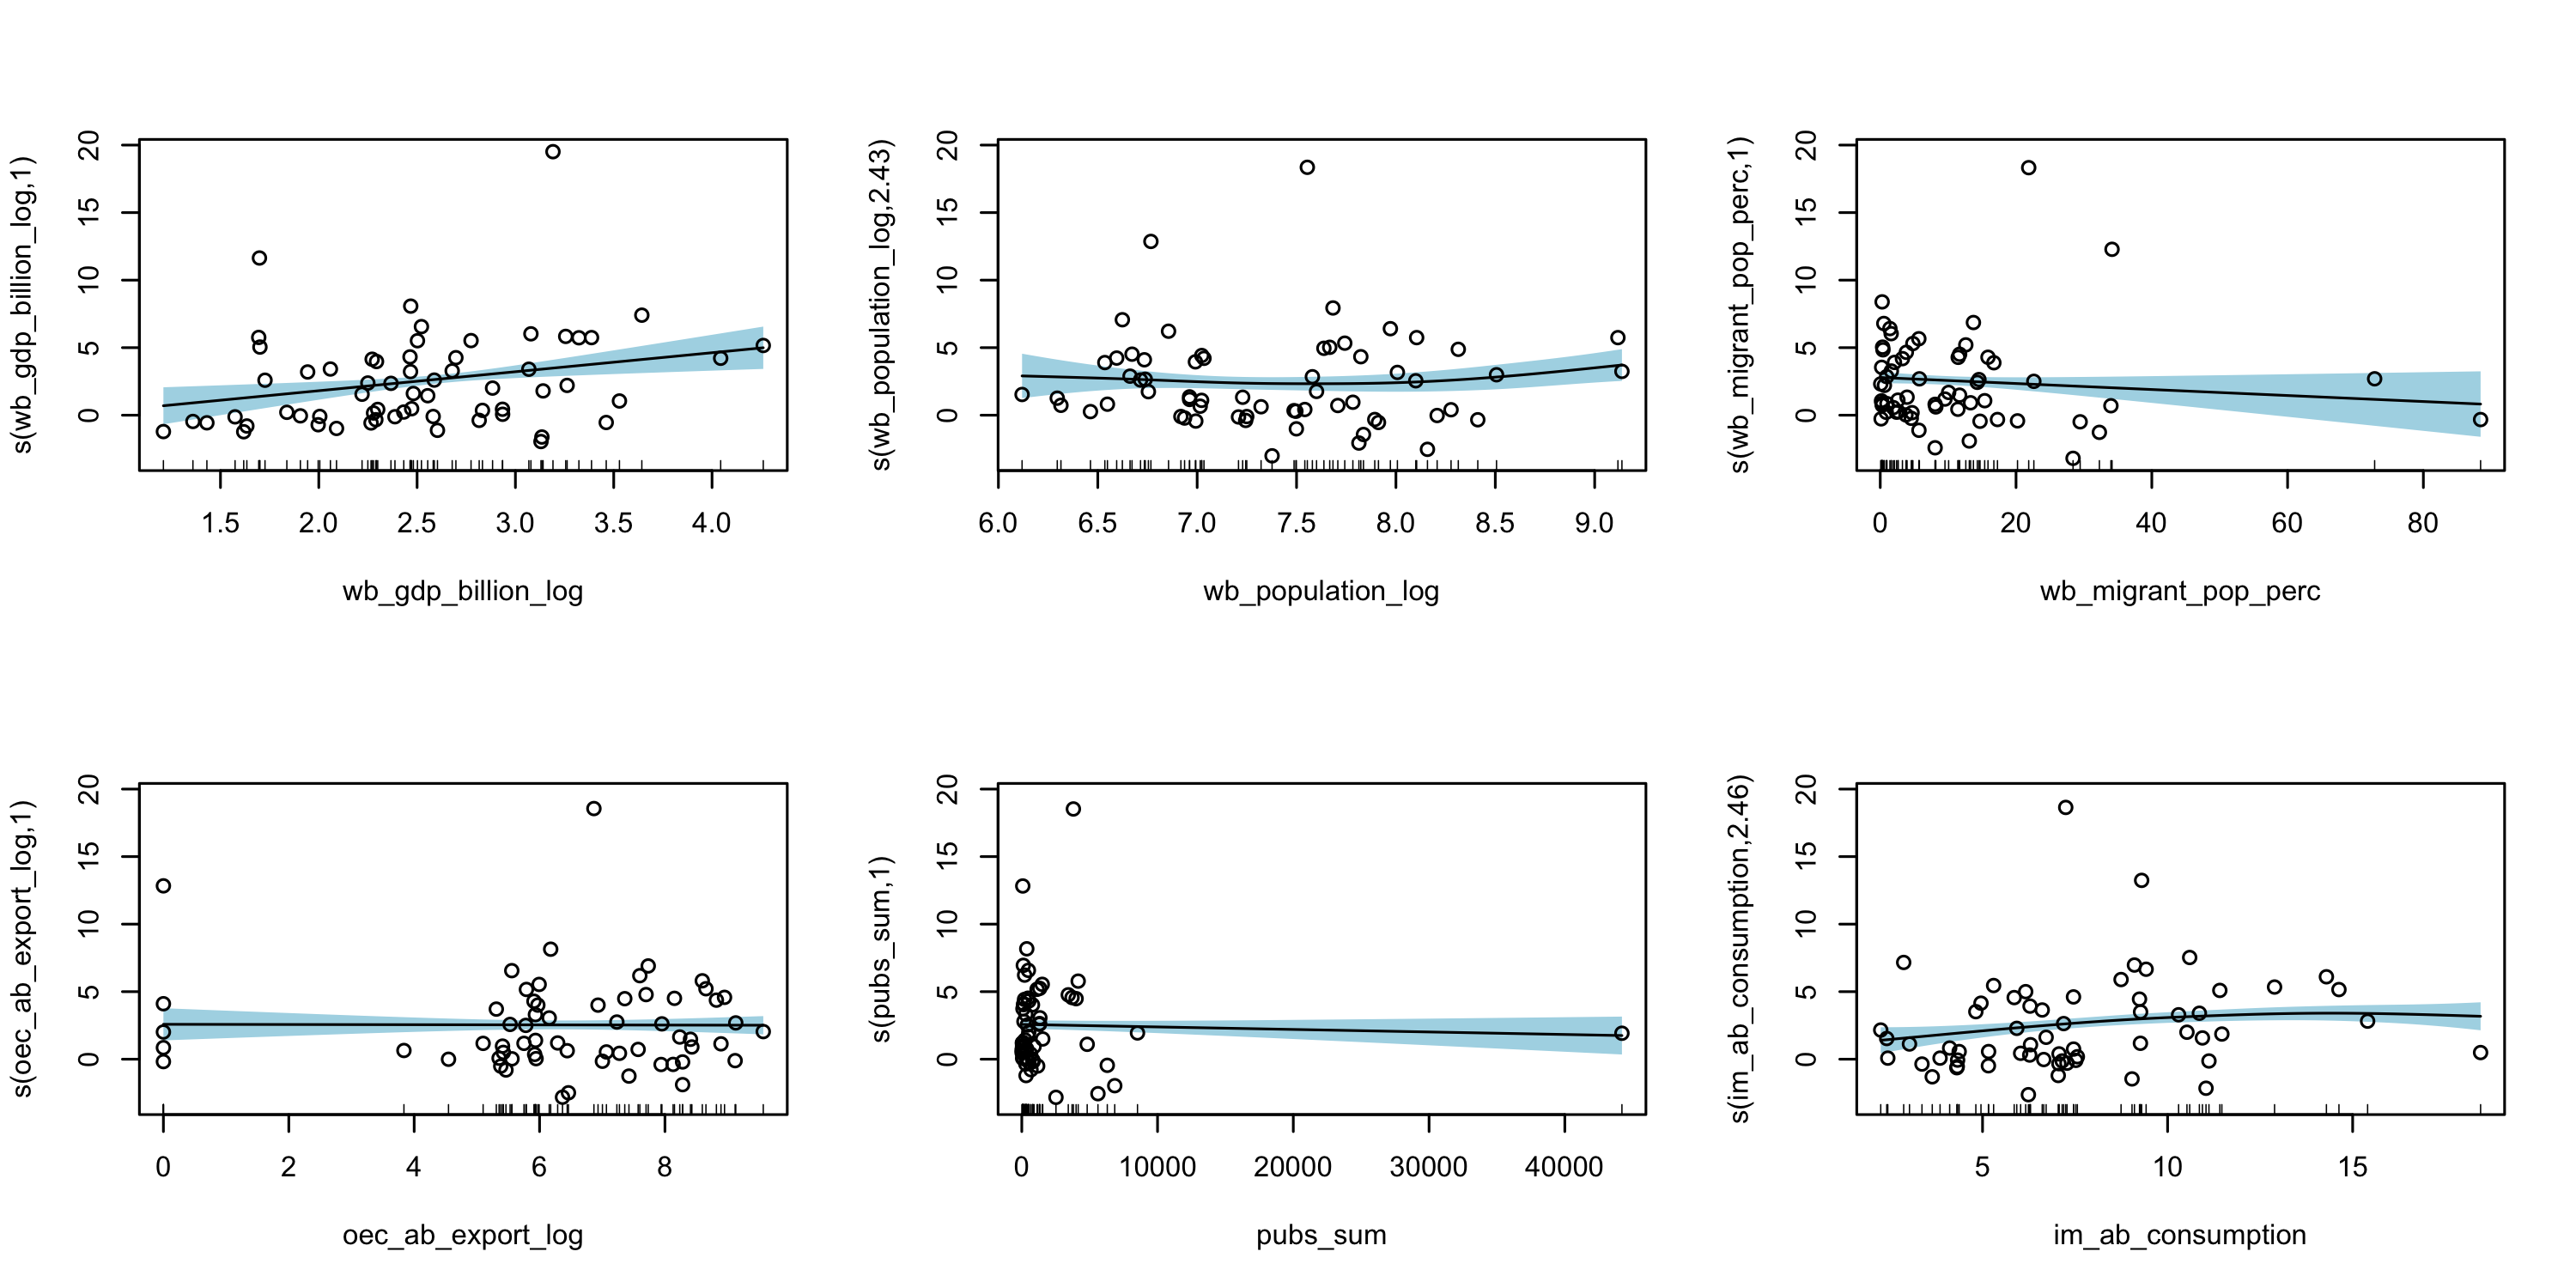 s(wb_gdp_billion_log,1)
20
15
10
5
0
1.5 2.0 2.5 3.0 3.5 4.0
wb_gdp_billion_log
s(wb_population_log,2.43)
20
15
10
5
0
6.0 6.5 7.0 7.5 8.0 8.5 9.0
wb_population_log
s(wb_migrant_pop_perc,1)
20
15
10
5
0
0 20 40 60 80
wb_migrant_pop_perc
s(oec_ab_export_log,1)
20
15
10
5
0
0 2 4 6 8
oec_ab_export_log
s(pubs_sum,1)
20
15
10
5
0
0 10000 20000 30000 40000
pubs_sum
s(im_ab_consumption,2.46)
20
15
10
5
0
5 10 15
im_ab_consumption